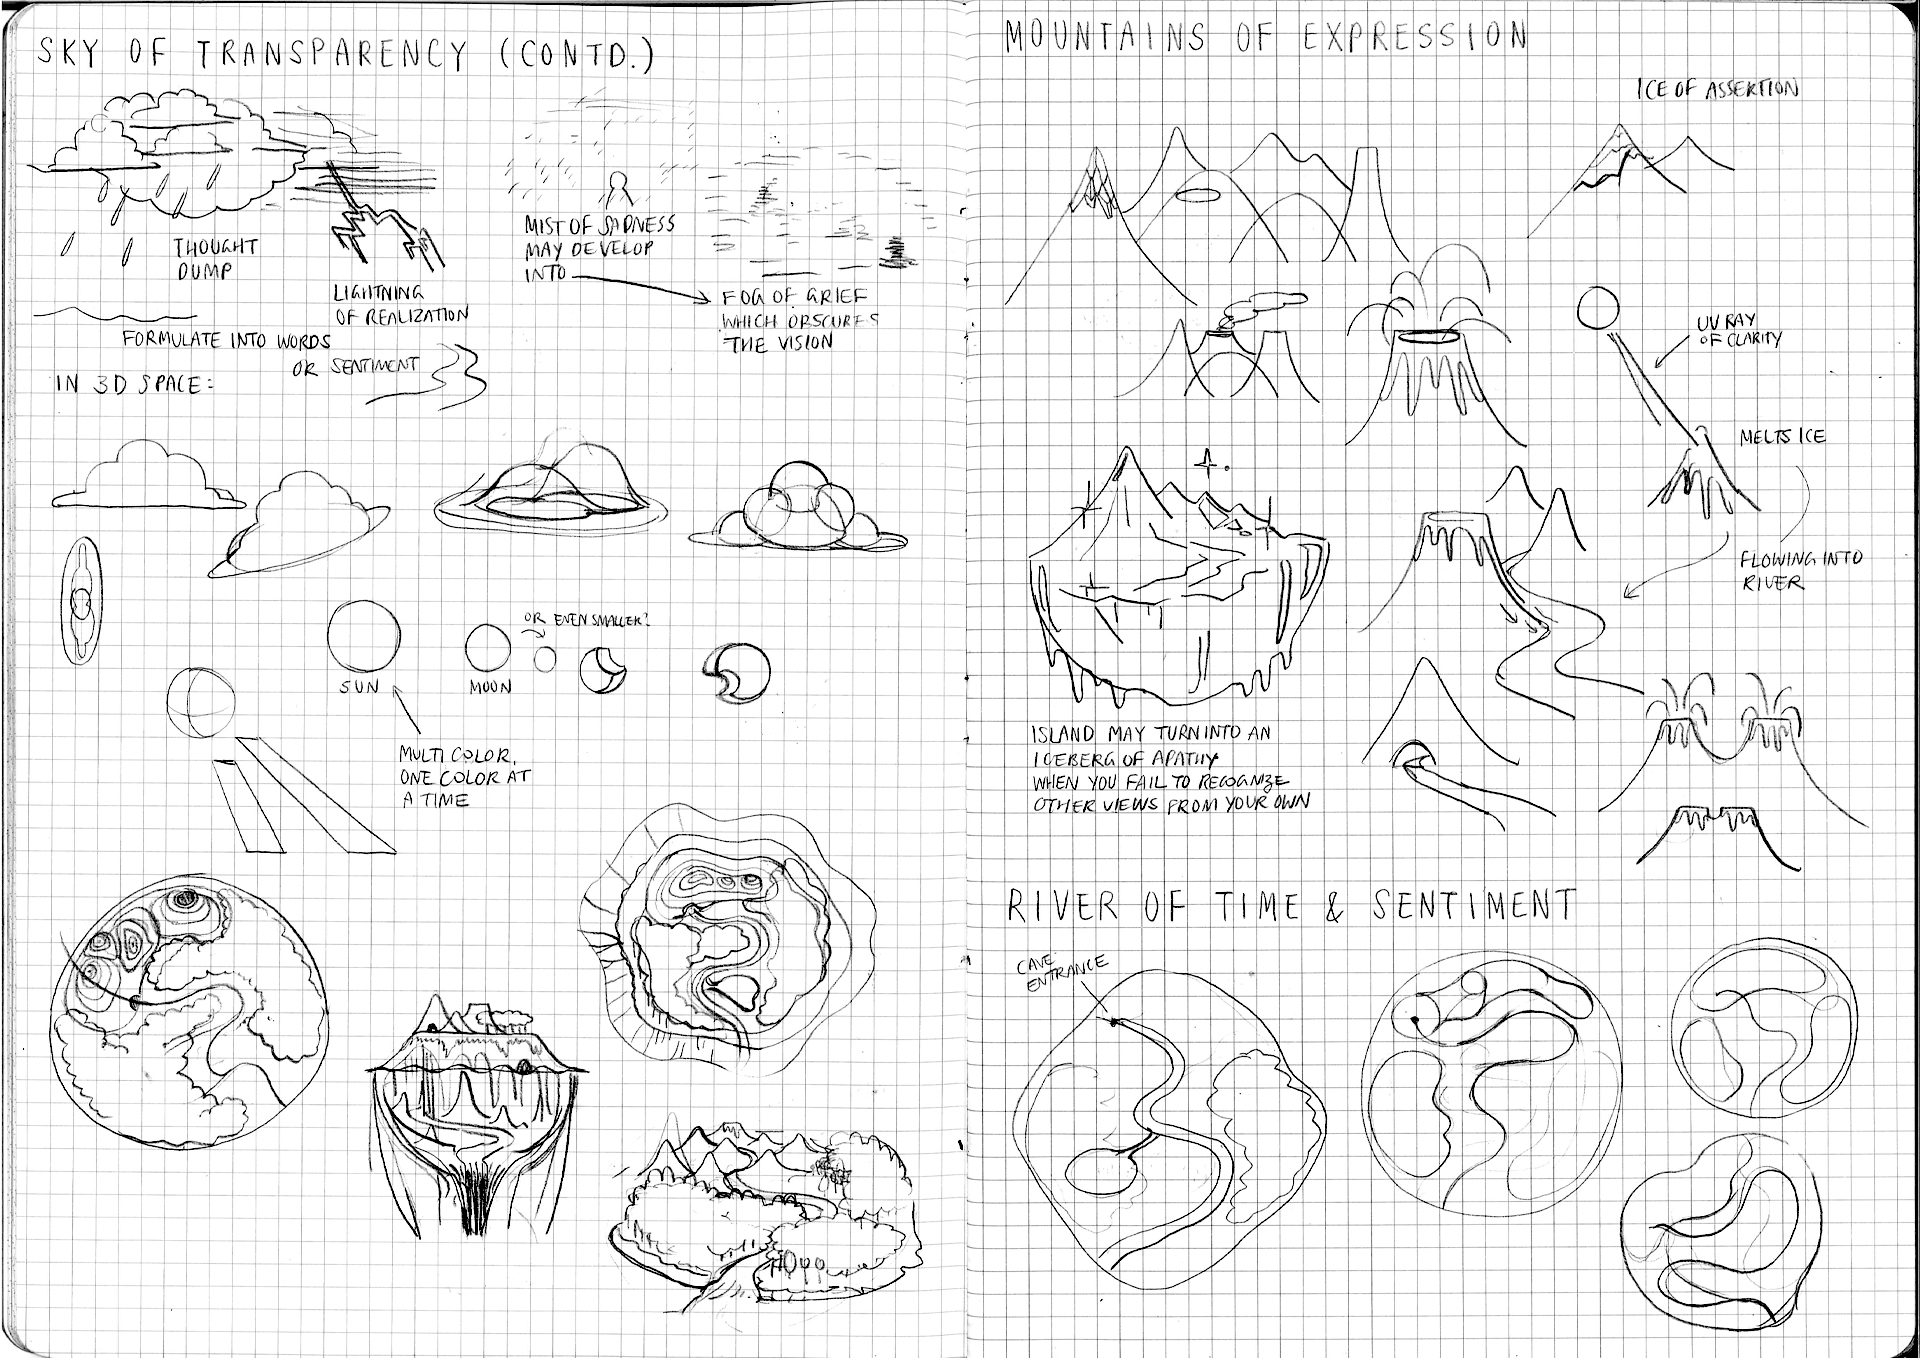 SKY OF TRANSPARENCY (CONTD.)
THOUGHT
DUMP
LIGHTNING
OF REALIZATION
FORMULATE INTO WORDS
OR SENTIMENT
MIST OF SADNESS
MAY DEVELOP
INTO
FOG OF GRIEF
WHICH OBSCURES
THE VISION
IN 3D SPACE:
OR EVEN SMALLER?
SUN
MOON
MULTI COLOR,
ONE COLOR AT
A TIME
MOUNTAINS OF EXPRESSION
ICE OF ASSERTION
UV RAY
OF CLARITY
MELTS ICE
FLOWING INTO
RIVER
ISLAND MAY TURN INTO AN
ICEBERG OF APATHY
WHEN YOU FAIL TO RECOGNIZE
OTHER VIEWS FROM YOUR OWN
RIVER OF TIME & SENTIMENT
CAVE
ENTRANCE